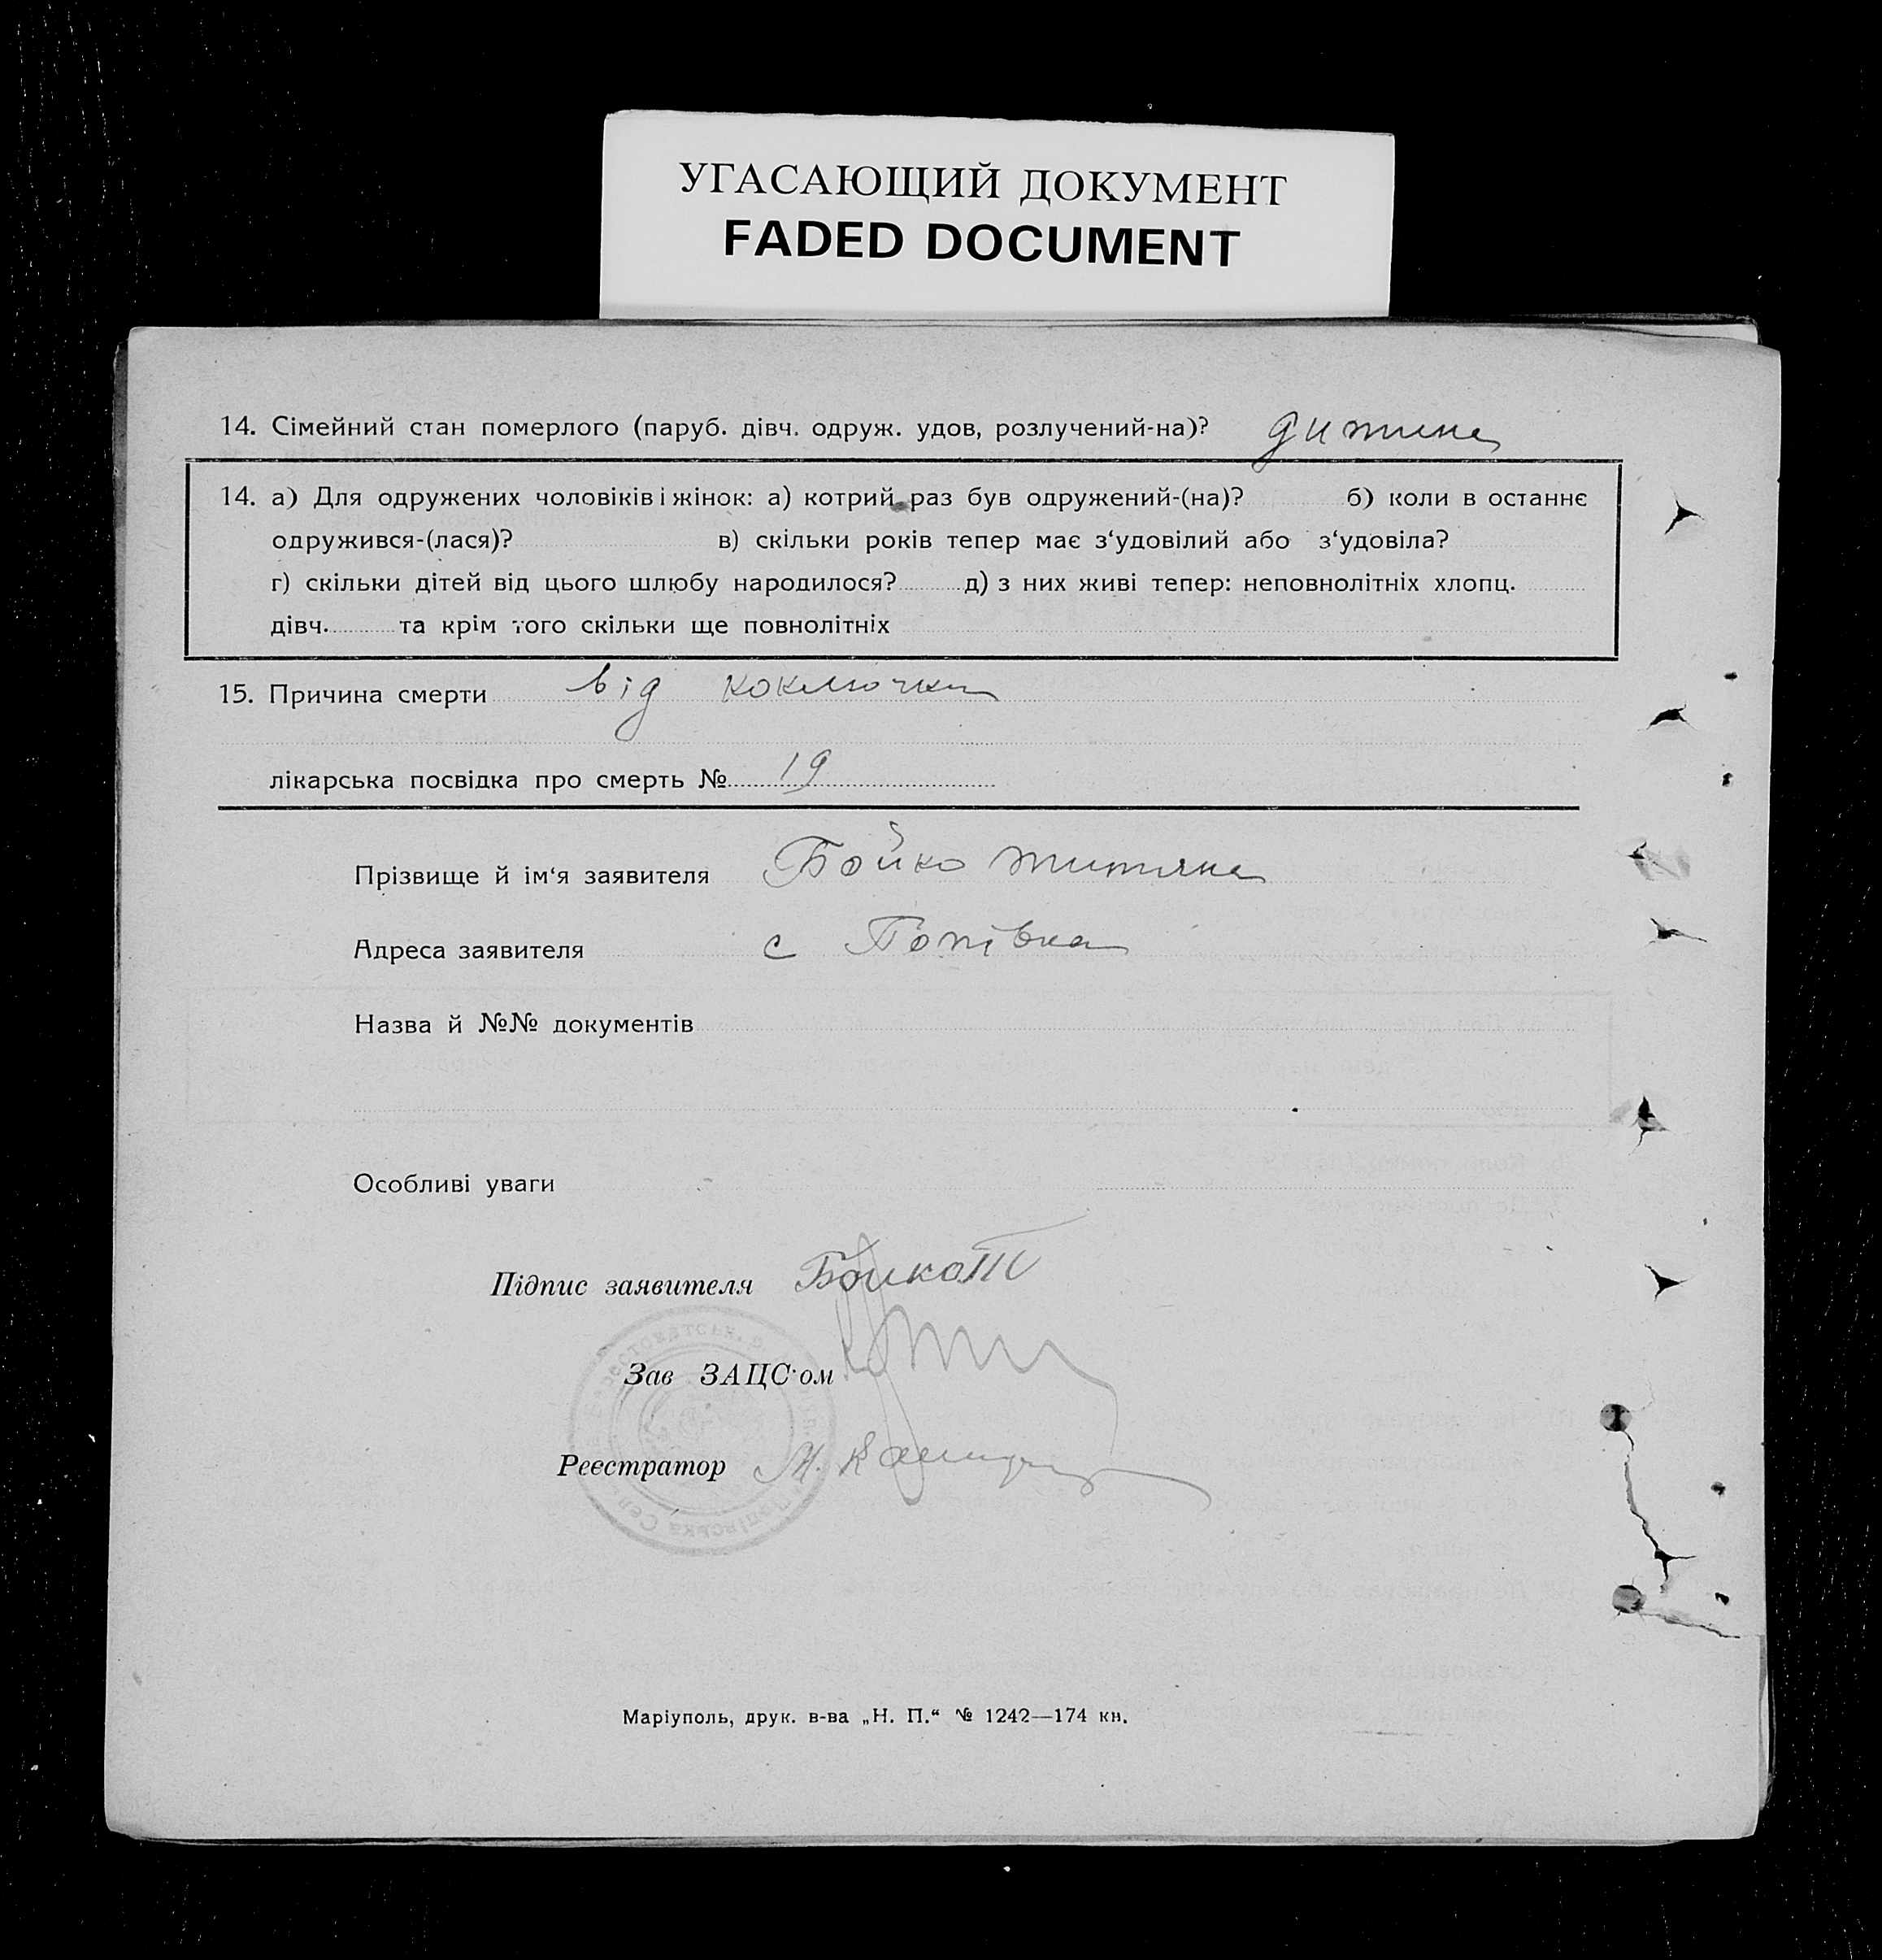 УГАСАЮЩИЙ ДОКУМЕНТ
FADED DOCUMENT
14. Сімейний стан померлого (паруб. дівч. одруж. удов, розлучений-на)? дитина
14. а) Для одружених чоловіків і жінок: а) котрий раз був одружений-(на)? б) коли в останнє
одружився-(лася)? в) скільки років тепер має з‘удовілий або з‘удовіла?
г) скільки дітей від цього шлюбу народилося? д) з них живі тепер: неповнолітніх хлопц.
дівч. та крім того скільки ще повнолітніх
15. Причина смерти від коключки
лікарська посвідка про смерть № 19
Прізвище й ім‘я заявителя Бойко Титяна
Адреса заявителя с Попівка
Назва й №№ документів
Особливі уваги
Підпис заявителя Бойко Т
Зав ЗАЦС·ом
Реєстратор М.
Маріуполь, друк. в-ва „Н. П.“ № 1242—174 кн.